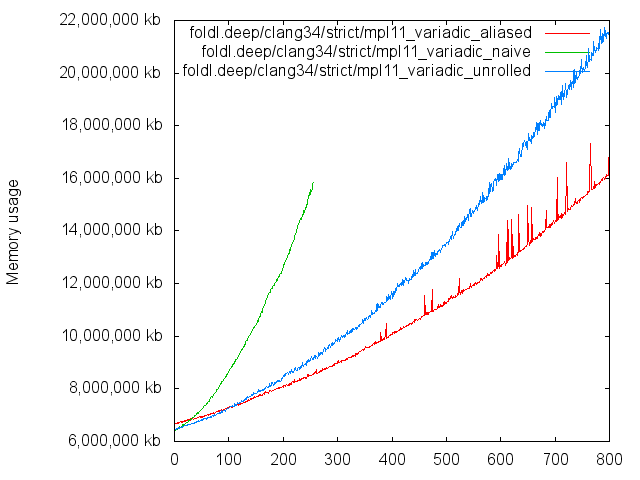 22,000,000 kb
foldl.deep/clang34/strict/mpl11_variadic_aliased
foldl.deep/clang34/strict/mpl11_variadic_naive
22,000,000 kb
foldl.deep/clang34/strict/mpl11_variadic_unrolled
18,000,000 kb
16,000,000 kb
14,000,000 kb
12,000,000 kb
10,000,000 kb
8,000,000 kb
6,000,000 kb
Memory usage
0 100 200 300 400 500 600 700 800